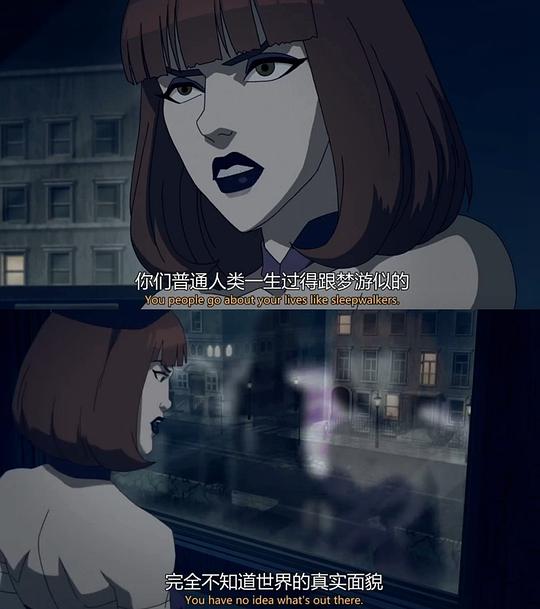 你们普通人类一生过得跟梦游似的
You people go about your lives like sleepwalkers.
完全不知道世界的真实面貌
You have no idea what's out there.